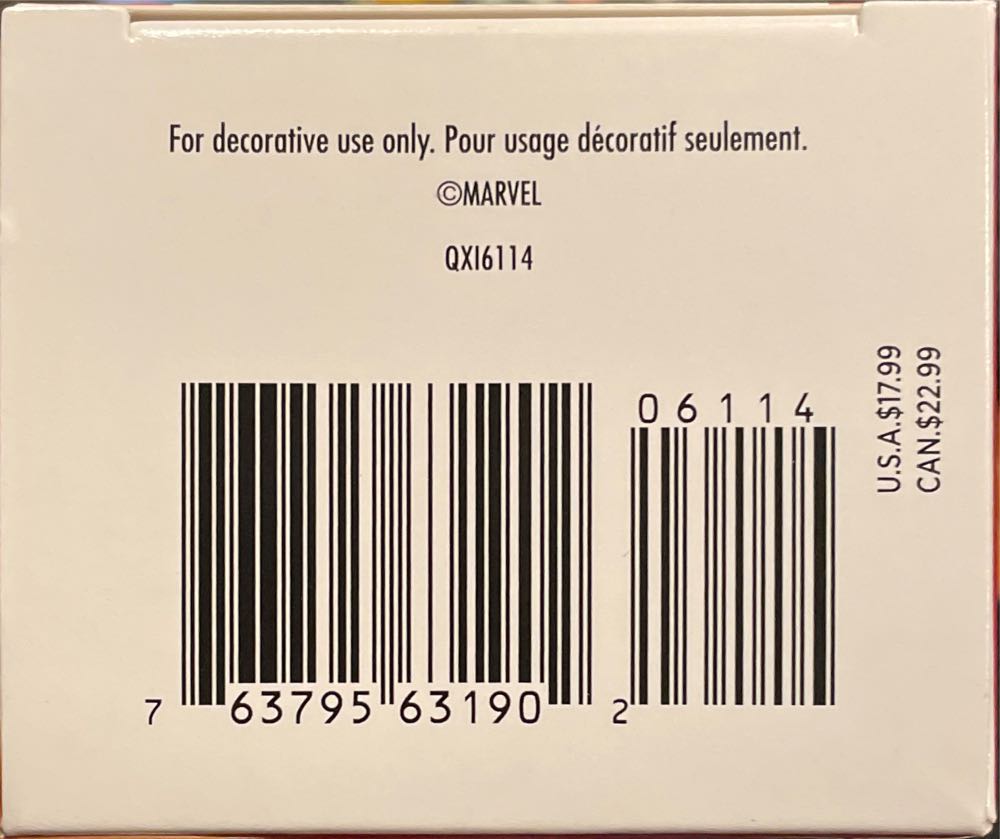 For decorative use only. Pour usage décoratif seulement.
©MARVEL
QXI6114
06114
7 63795 63190 2
U.S.A.$17.99
CAN.$22.99